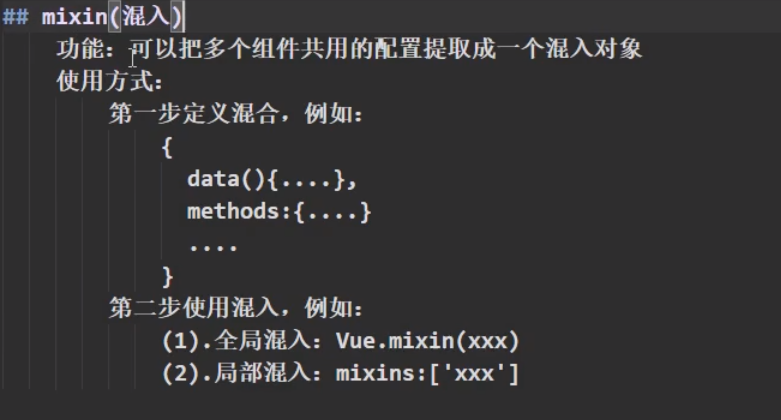 ## mixin(混入)
功能：可以把多个组件共用的配置提取成一个混入对象
使用方式：
第一步定义混合，例如：
{
data(){....},
methods:{....}
....
}
第二步使用混入，例如：
(1).全局混入：Vue.mixin(xxx)
(2).局部混入：mixins:['xxx']